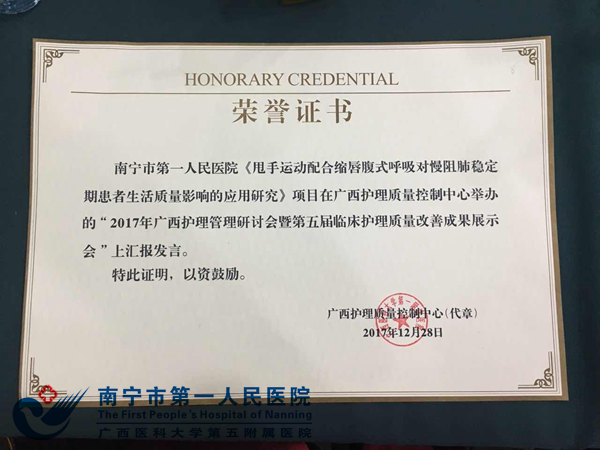 HONORARY CREDENTIAL
荣誉证书
南宁市第一人民医院《甩手运动配合缩唇腹式呼吸对慢阻肺稳定
期患者生活质量影响的应用研究》项目在广西护理质量控制中心举办
的“2017年广西护理管理研讨会暨第五届临床护理质量改善成果展示
会”上汇报发言。
特此证明，以资鼓励。
广西护理质量控制中心(代章)
2017年12月28日
南宁市第一人民医院
The First People's Hospital of Nanning
广西医科大学第五附属医院